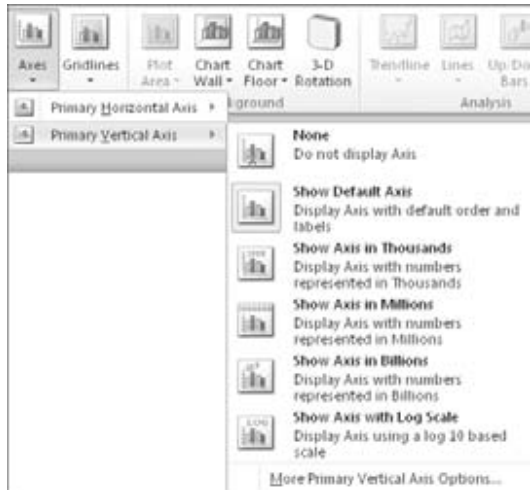 Axes
Gridlines
Plot Area
Chart Wall
Chart Floor
3-D Rotation
Trendline
Lines
Up/Do
Bars
ground
Analysis
Primary Horizontal Axis
Primary Vertical Axis
None
Do not display Axis
Show Default Axis
Display Axis with default order and
labels
Show Axis in Thousands
Display Axis with numbers
represented in Thousands
Show Axis in Millions
Display Axis with numbers
represented in Millions
Show Axis in Billions
Display Axis with numbers
represented in Billions
LOG
Show Axis with Log Scale
Display Axis using a log 10 based
scale
More Primary Vertical Axis Options...